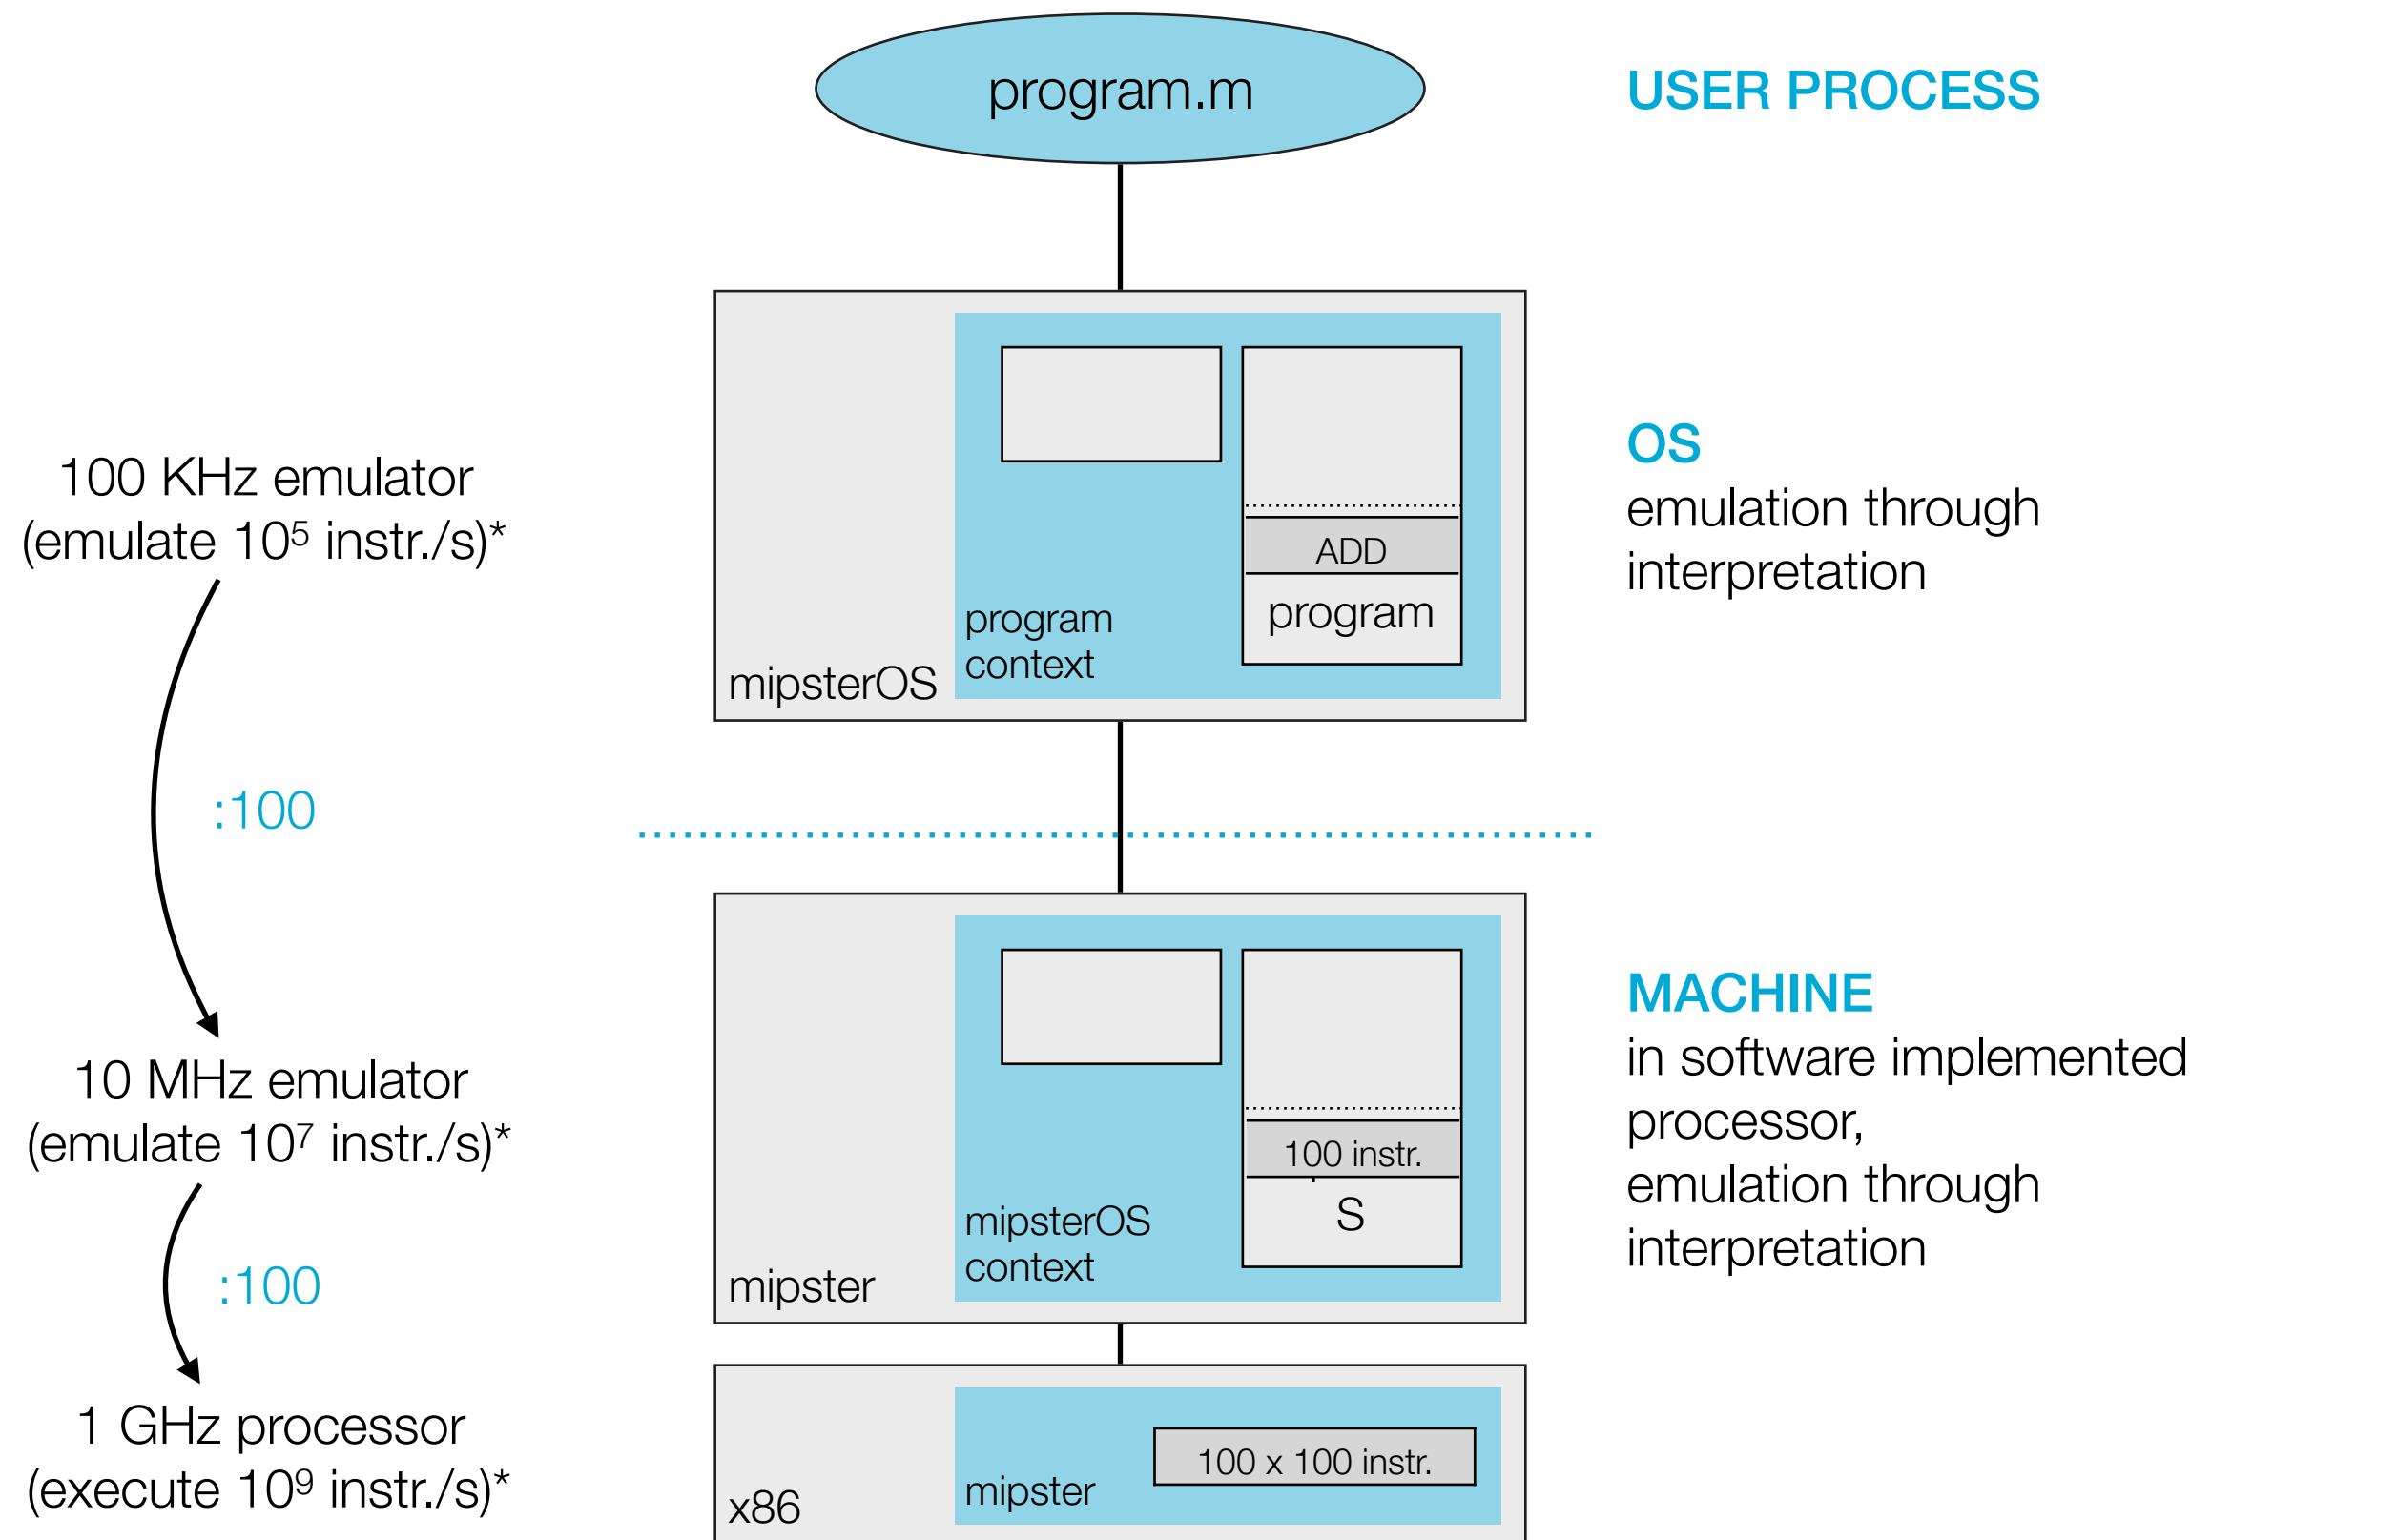 program.m
USER PROCESS
100 KHz emulator
(emulate 10⁵ instr./s)*
ADD
program
program
context
mipsterOS
OS
emulation through
interpretation
:100
10 MHz emulator
(emulate 10⁷ instr./s)*
100 instr.
S
mipsterOS
context
mipster
MACHINE
in software implemented
processor,
emulation through
interpretation
:100
1 GHz processor
(execute 10⁹ instr./s)*
100 x 100 instr.
mipster
x86